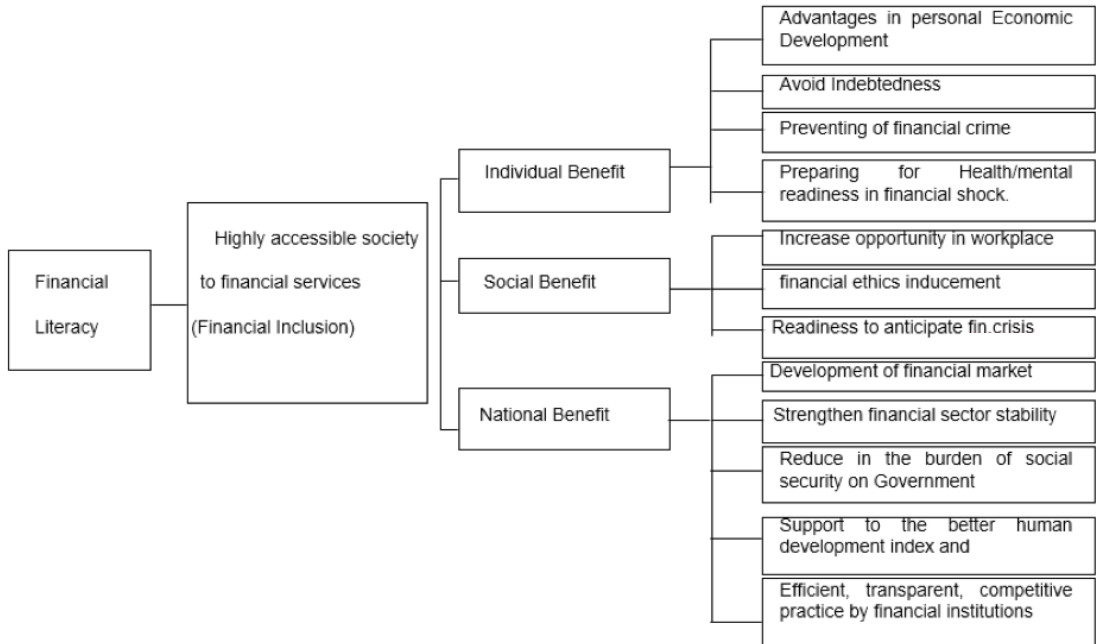 Financial
Literacy
Highly accessible society
to financial services
(Financial Inclusion)
Individual Benefit
Advantages in personal Economic
Development
Avoid Indebtedness
Preventing of financial crime
Preparing for Health/mental
readiness in financial shock.
Social Benefit
Increase opportunity in workplace
financial ethics inducement
Readiness to anticipate fin.crisis
National Benefit
Development of financial market
Strengthen financial sector stability
Reduce in the burden of social
security on Government
Support to the better human
development index and
Efficient, transparent, competitive
practice by financial institutions